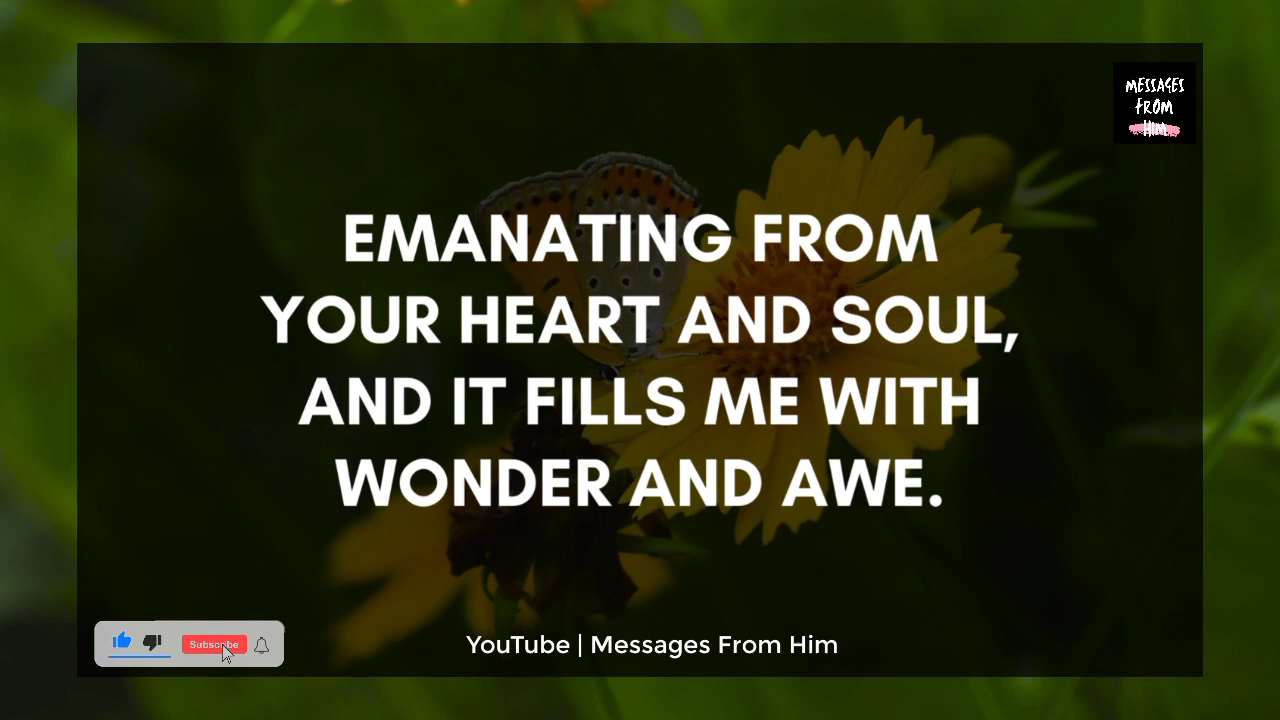 MESSAGES
FROM
HIM
EMANATING FROM
YOUR HEART AND SOUL,
AND IT FILLS ME WITH
WONDER AND AWE.
Subscribe
YouTube | Messages From Him